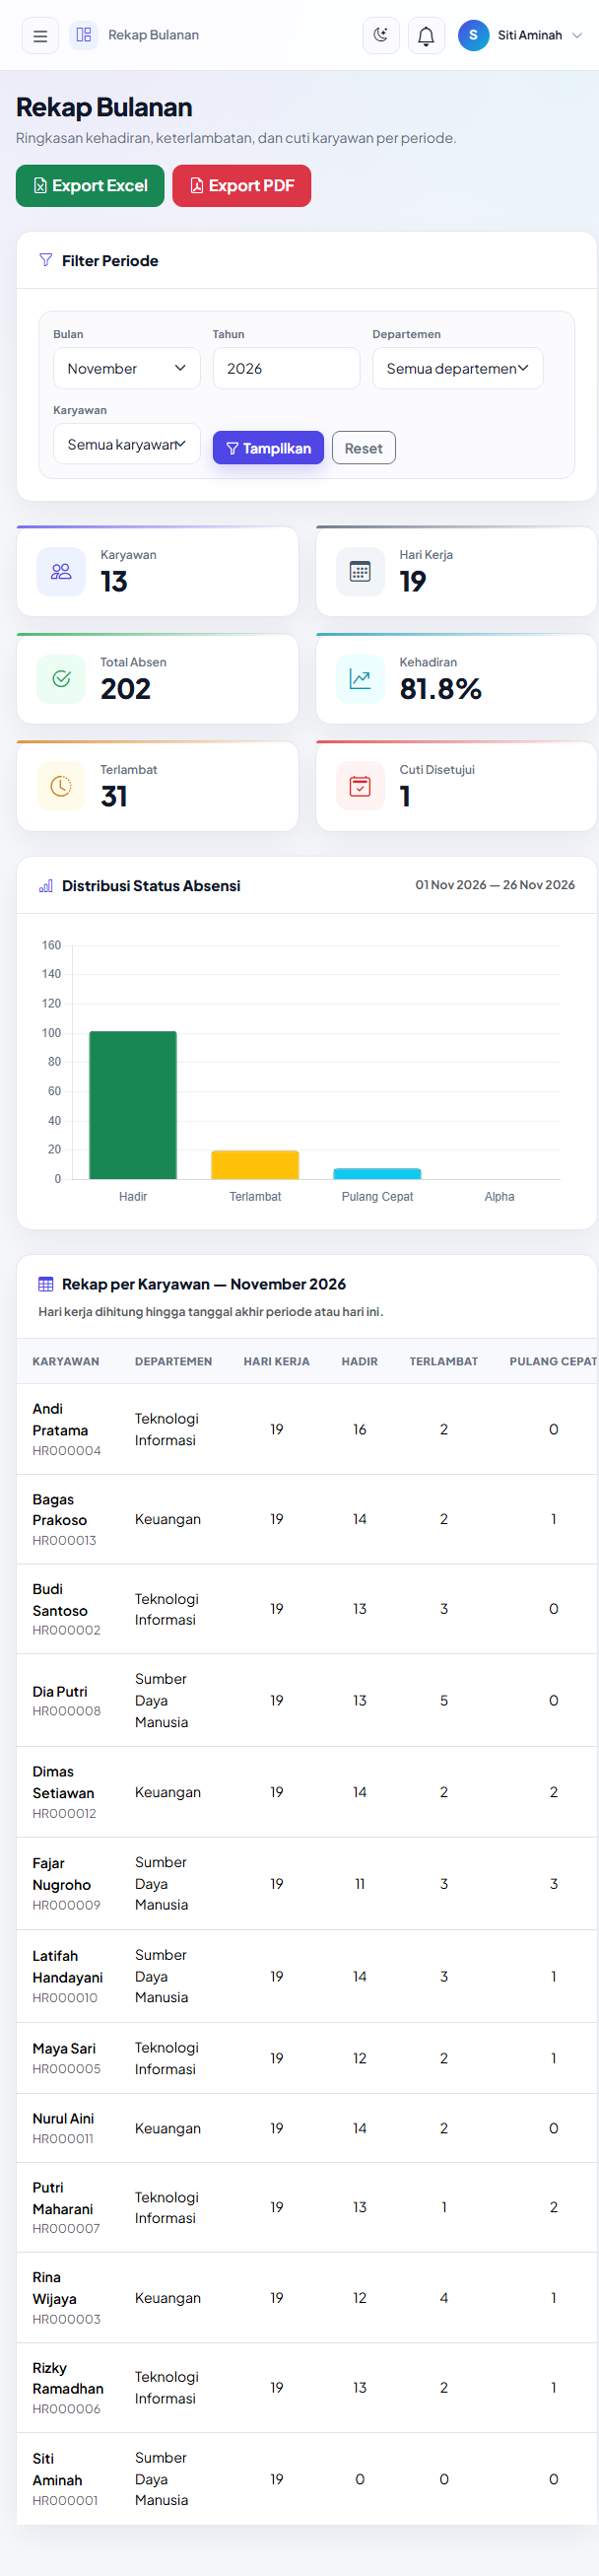 Rekap Bulanan
S
Siti Aminah
Rekap Bulanan
Ringkasan kehadiran, keterlambatan, dan cuti karyawan per periode.
Export Excel
Export PDF
Filter Periode
Bulan
Tahun
Departemen
November
2026
Semua departemen
Karyawan
Semua karyawan
Tampilkan
Reset
Karyawan
13
Hari Kerja
19
Total Absen
202
Kehadiran
81.8%
Terlambat
31
Cuti Disetujui
1
Distribusi Status Absensi
01 Nov 2026 — 26 Nov 2026
160
140
120
100
80
60
40
20
0
Hadir
Terlambat
Pulang Cepat
Alpha
Rekap per Karyawan — November 2026
Hari kerja dihitung hingga tanggal akhir periode atau hari ini.
KARYAWAN DEPARTEMEN HARI KERJA HADIR TERLAMBAT PULANG CEPAT
Andi
Pratama
HR000004
Teknologi
Informasi
19 16 2 0
Bagas
Prakoso
HR000013
Keuangan
19 14 2 1
Budi
Santoso
HR000002
Teknologi
Informasi
19 13 3 0
Dia Putri
HR000008
Sumber
Daya
Manusia
19 13 5 0
Dimas
Setiawan
HR000012
Keuangan
19 14 2 2
Fajar
Nugroho
HR000009
Sumber
Daya
Manusia
19 11 3 3
Latifah
Handayani
HR000010
Sumber
Daya
Manusia
19 14 3 1
Maya Sari
HR000005
Teknologi
Informasi
19 12 2 1
Nurul Aini
HR000011
Keuangan
19 14 2 0
Putri
Maharani
HR000007
Teknologi
Informasi
19 13 1 2
Rina
Wijaya
HR000003
Keuangan
19 12 4 1
Rizky
Ramadhan
HR000006
Teknologi
Informasi
19 13 2 1
Siti
Aminah
HR000001
Sumber
Daya
Manusia
19 0 0 0